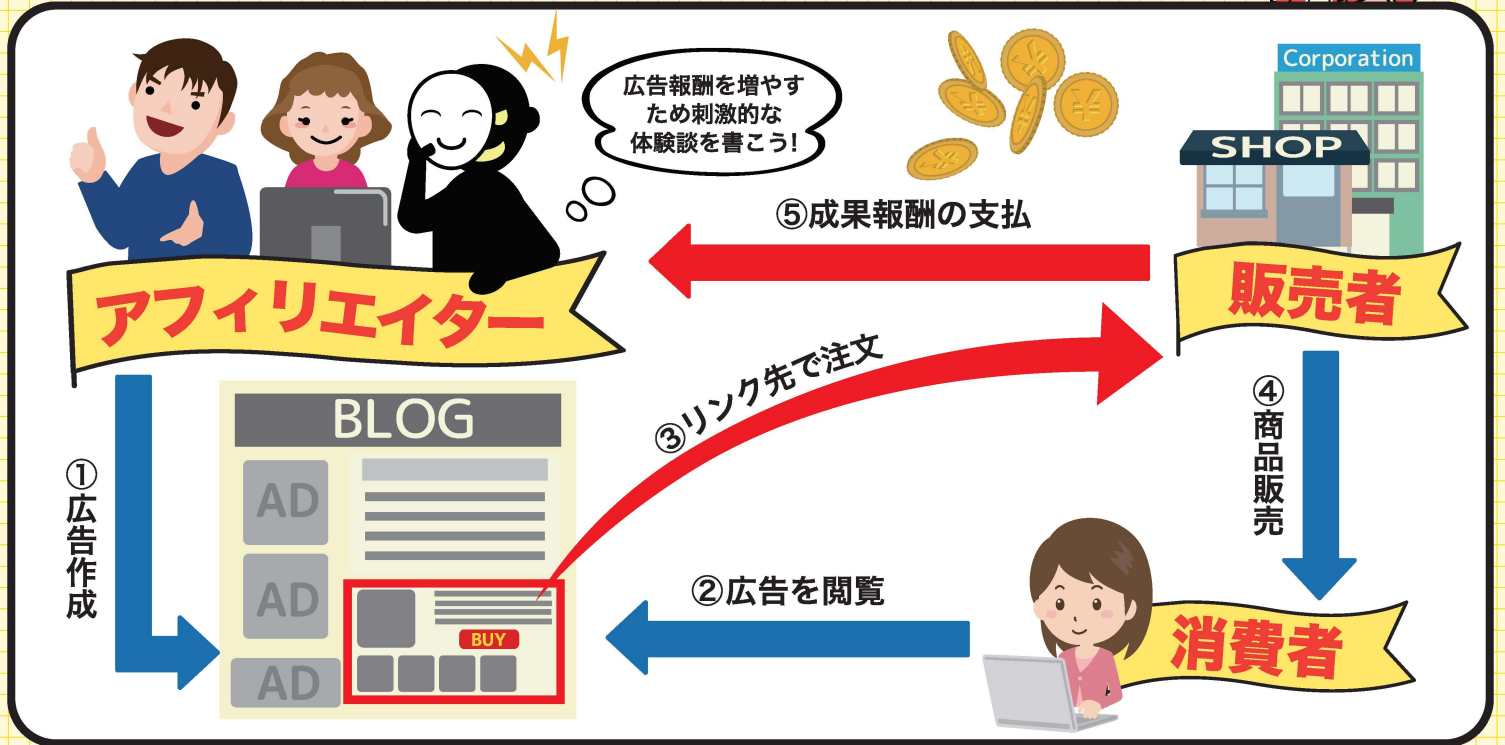 Corporation
SHOP
広告報酬を増やす
ため刺激的な
体験談を書こう!
⑤成果報酬の支払
アフィリエイター
販売者
③リンク先で注文
①広告作成
BLOG
AD
AD
AD
BUY
②広告を閲覧
④商品販売
消費者